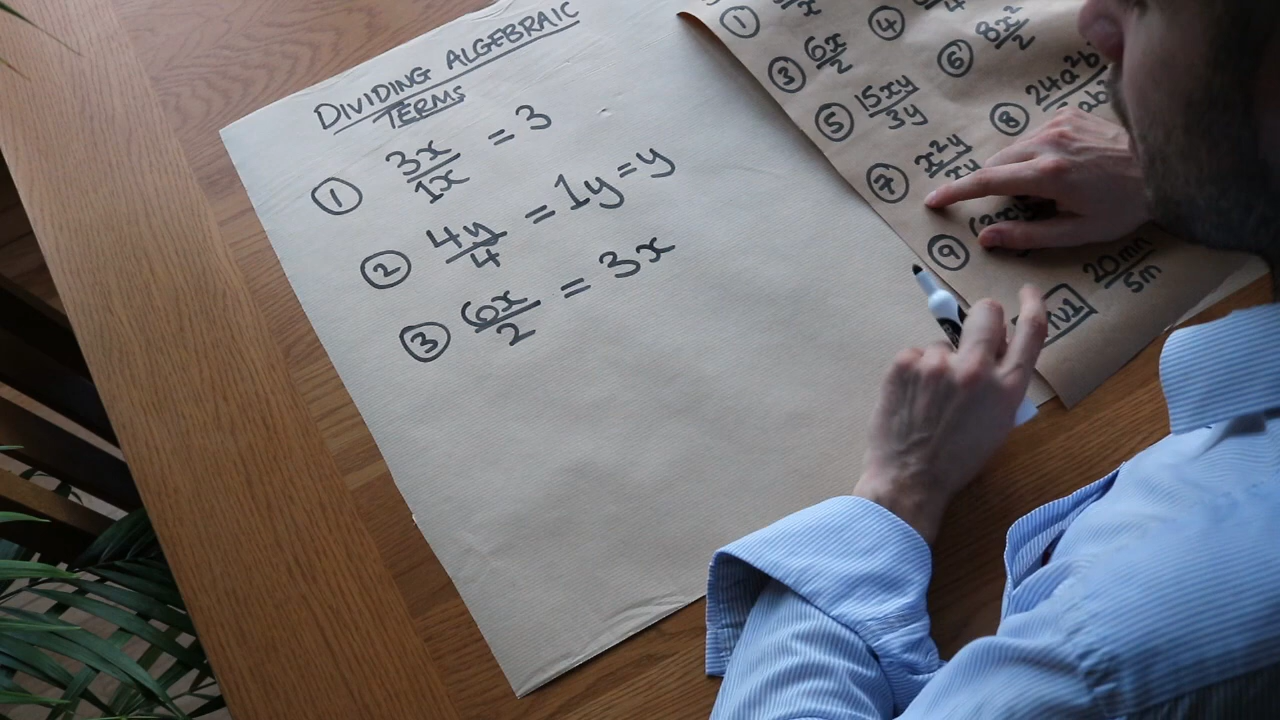 DIVIDING ALGEBRAIC
TERMS
① 3x/1x = 3
② 4y/4 = 1y = y
③ 6x/2 = 3x
①
③ 6x/2
⑤ 15xy/3y
⑦ x²y/xy
⑨
④
⑥ 8x²/2
⑧
20mn/5m